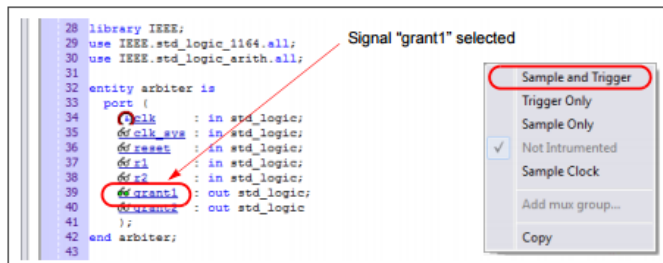 Signal "grant1" selected
28 library IEEE;
29 use IEEE.std_logic_1164.all;
30 use IEEE.std_logic_arith.all;
31
32 entity arbiter is
33 port (
34 clk : in std_logic;
35 clk_sys : in std_logic;
36 reset : in std_logic;
37 r1 : in std_logic;
38 r2 : in std_logic;
39 grant1 : out std_logic;
40 grant2 : out std_logic
41 );
42 end arbiter;
43
Sample and Trigger
Trigger Only
Sample Only
Not Intrumented
Sample Clock
Add mux group...
Copy